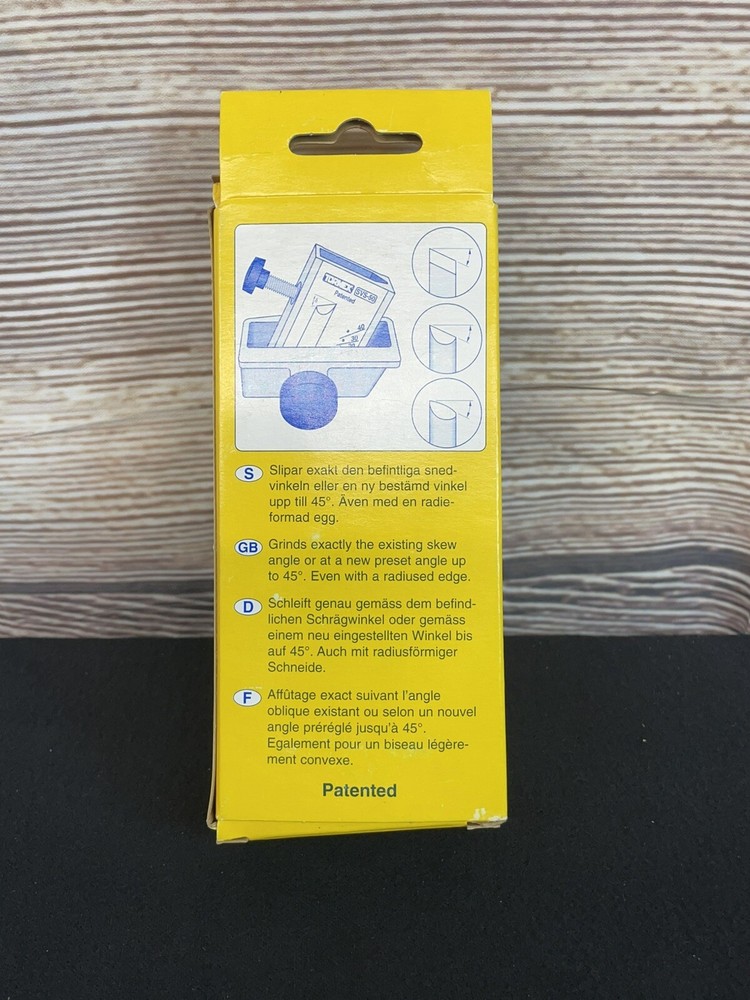 TORMEK SVS-50
Patented
40
30
S Slipar exakt den befintliga sned-
vinkeln eller en ny bestämd vinkel
upp till 45°. Även med en radie-
formad egg.
GB Grinds exactly the existing skew
angle or at a new preset angle up
to 45°. Even with a radiused edge.
D Schleift genau gemäss dem befind-
lichen Schrägwinkel oder gemäss
einem neu eingestellten Winkel bis
auf 45°. Auch mit radiusförmiger
Schneide.
F Affûtage exact suivant l'angle
oblique existant ou selon un nouvel
angle préréglé jusqu'à 45°.
Egalement pour un biseau légère-
ment convexe.
Patented